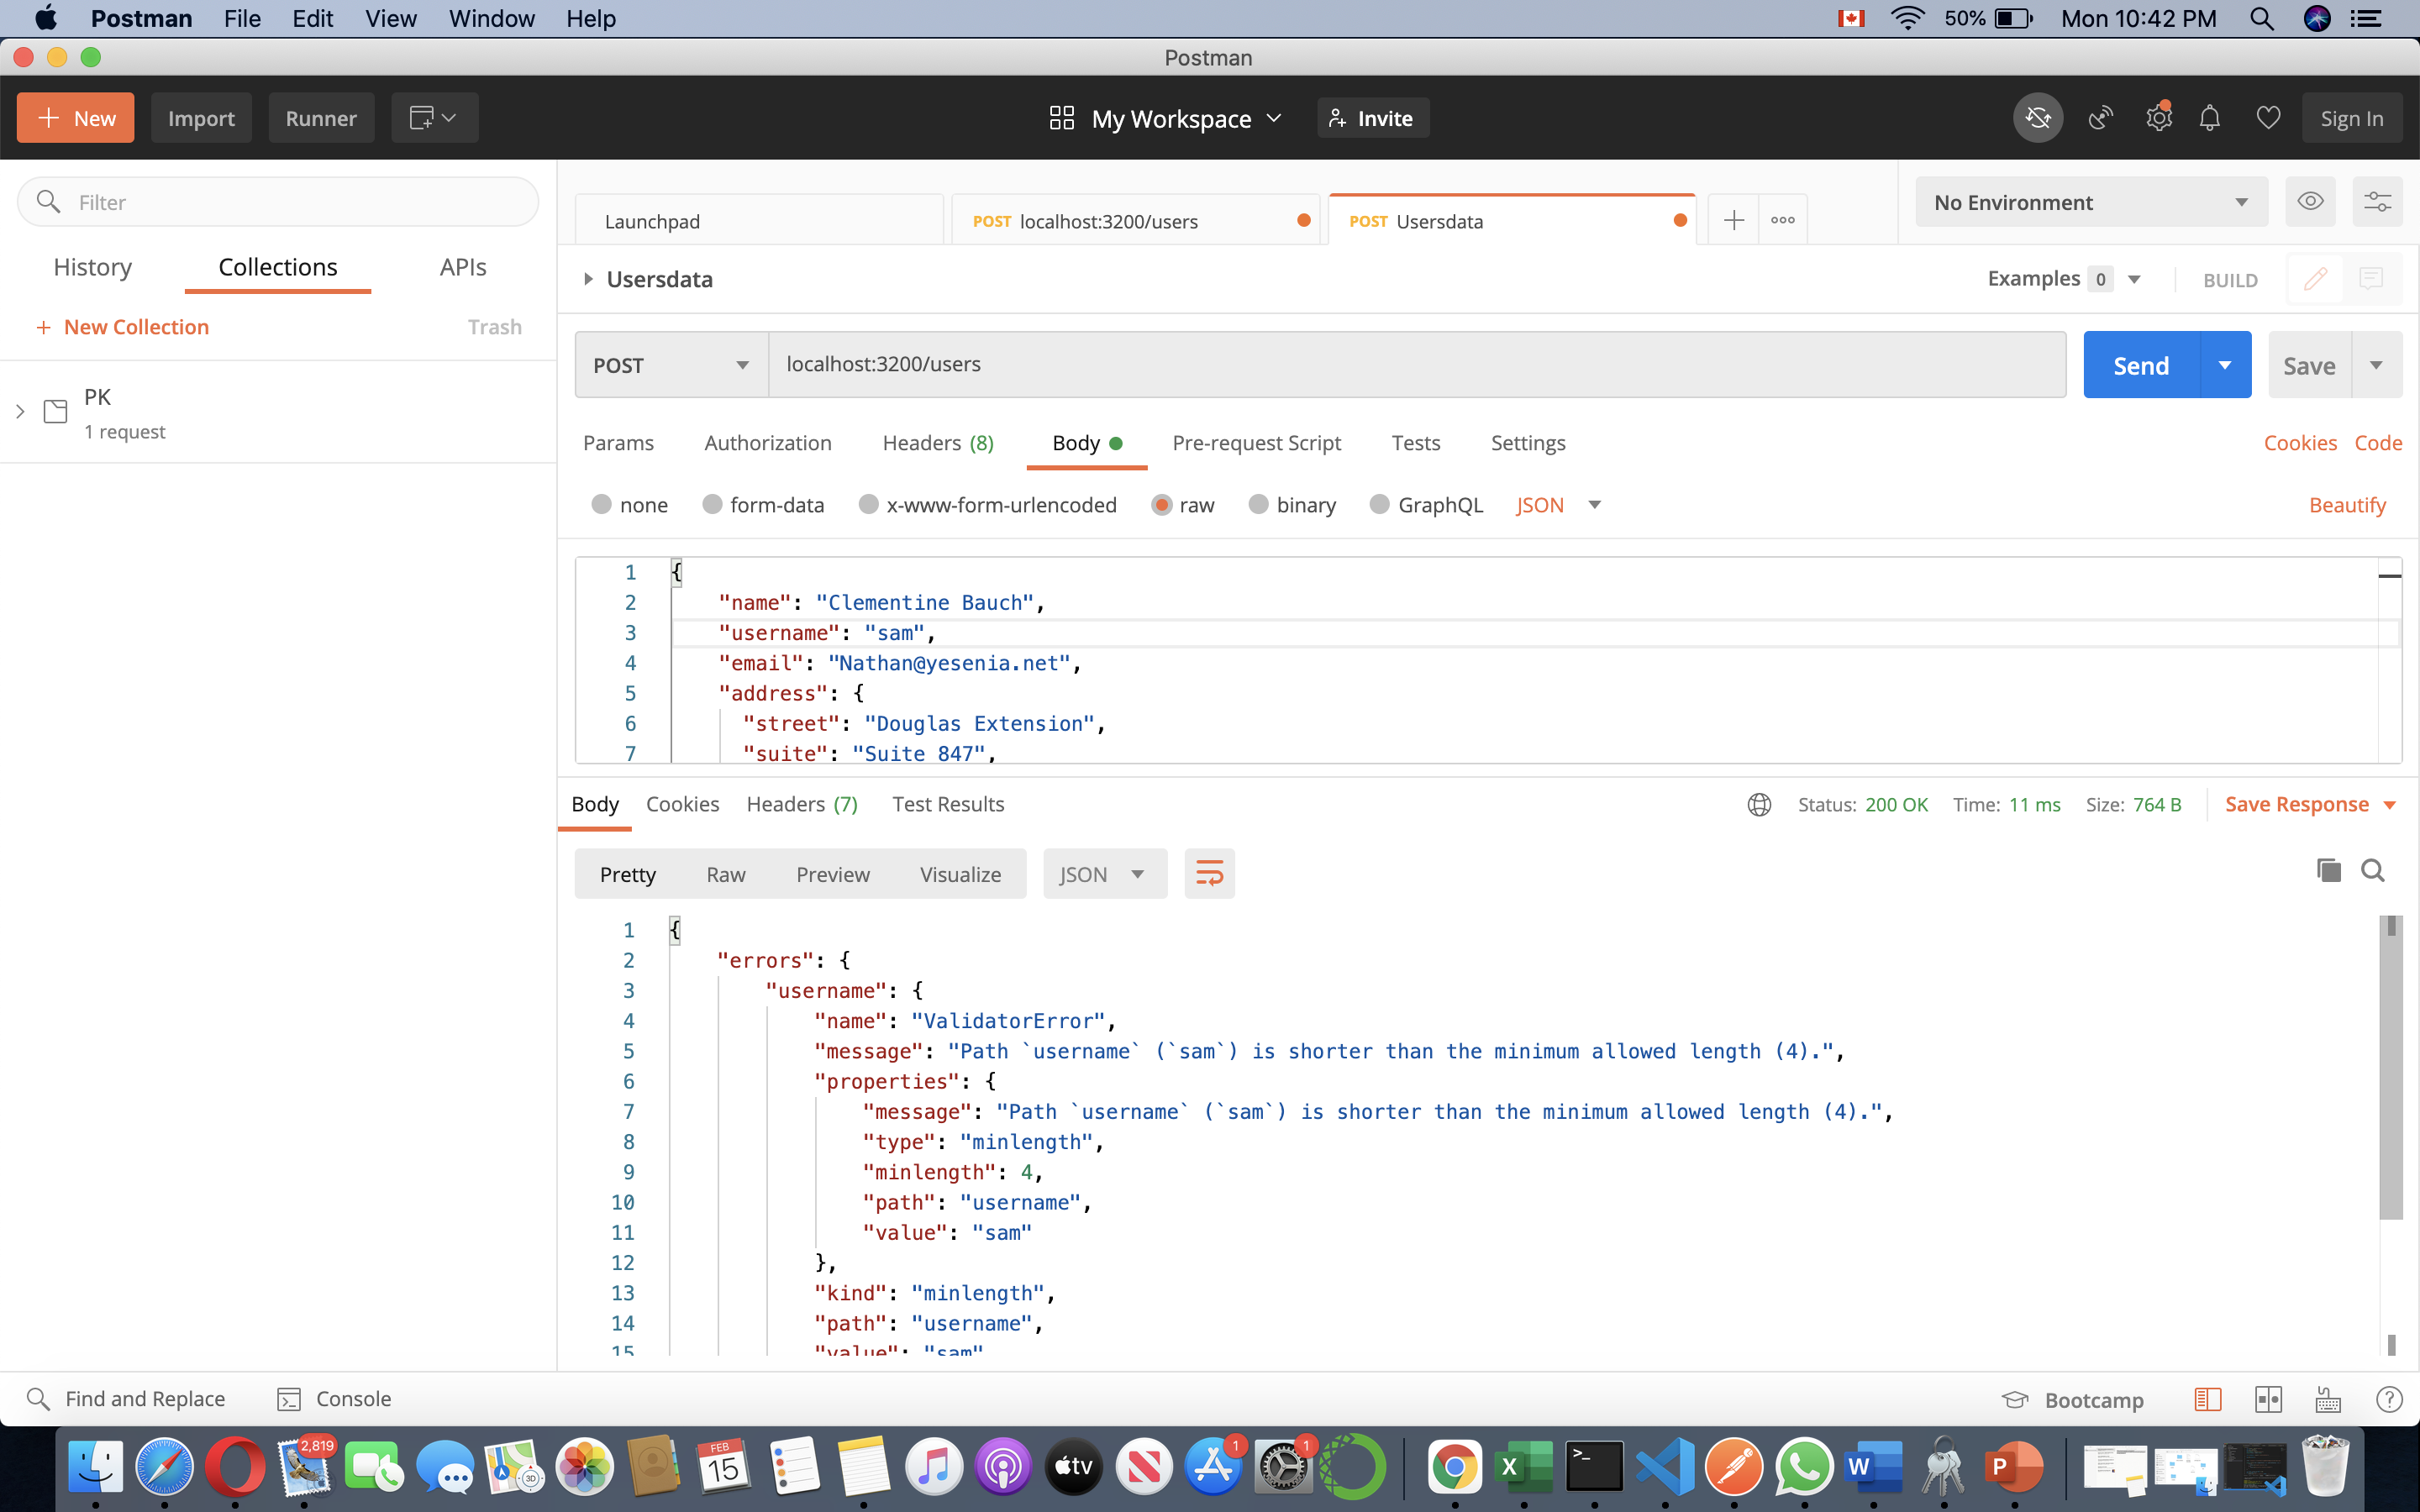 Postman File Edit View Window Help 50% Mon 10:42 PM
Postman
New Import Runner My Workspace Invite Sign In
Filter
Launchpad POST localhost:3200/users POST Usersdata No Environment
History Collections APIs
Usersdata Examples 0 BUILD
+ New Collection Trash
POST localhost:3200/users Send Save
PK
1 request
Params Authorization Headers (8) Body Pre-request Script Tests Settings Cookies Code
none form-data x-www-form-urlencoded raw binary GraphQL JSON Beautify
1 {
2 "name": "Clementine Bauch",
3 "username": "sam",
4 "email": "Nathan@yesenia.net",
5 "address": {
6 "street": "Douglas Extension",
7 "suite": "Suite 847",
Body Cookies Headers (7) Test Results Status: 200 OK Time: 11 ms Size: 764 B Save Response
Pretty Raw Preview Visualize JSON
1 {
2 "errors": {
3 "username": {
4 "name": "ValidatorError",
5 "message": "Path `username` (`sam`) is shorter than the minimum allowed length (4).",
6 "properties": {
7 "message": "Path `username` (`sam`) is shorter than the minimum allowed length (4).",
8 "type": "minlength",
9 "minlength": 4,
10 "path": "username",
11 "value": "sam"
12 },
13 "kind": "minlength",
14 "path": "username",
15 "value": "sam"
Find and Replace Console Bootcamp
2,819 3D FEB 15 tv 1 1 X >_ W P